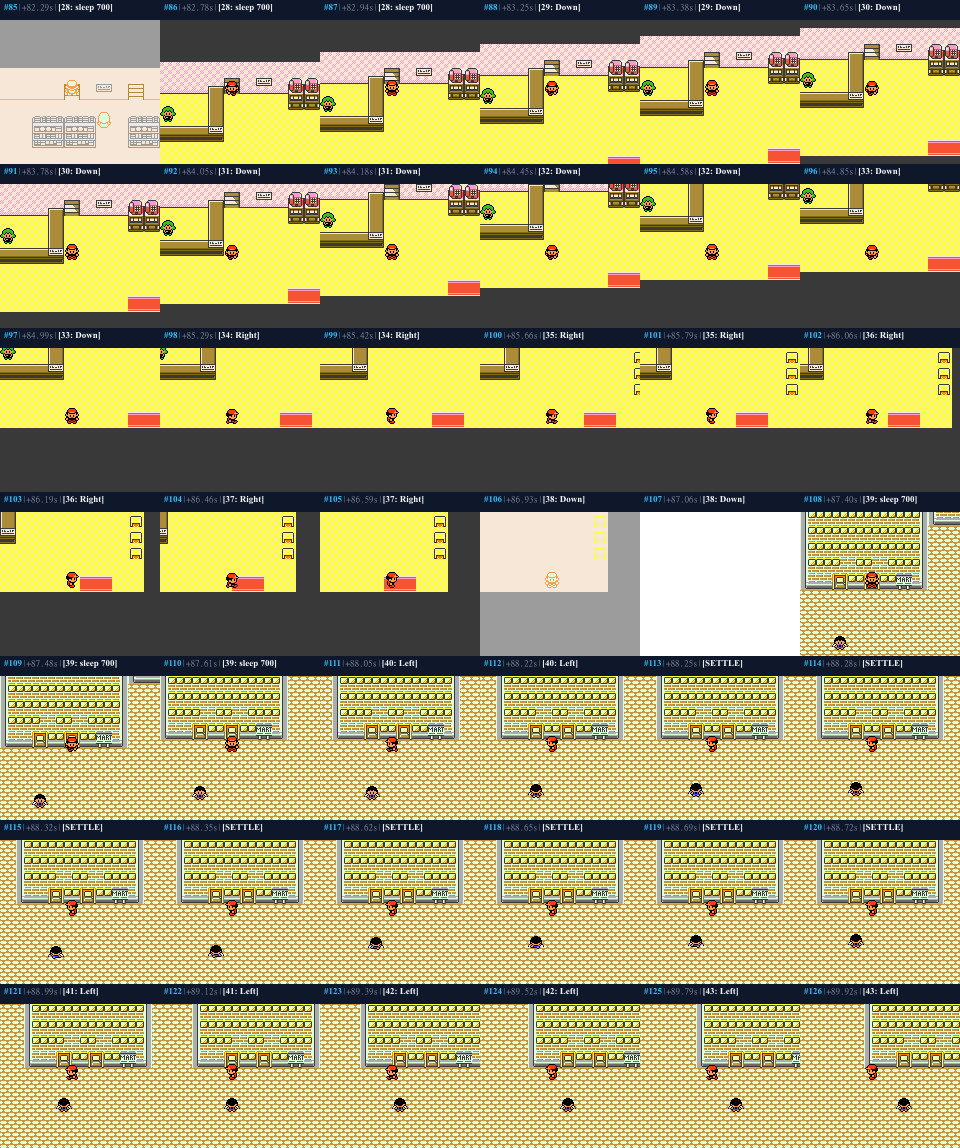 #85|+82.29s|[28: sleep 700]
#86|+82.78s|[28: sleep 700]
#87|+82.94s|[28: sleep 700]
#88|+83.25s|[29: Down]
#89|+83.38s|[29: Down]
#90|+83.65s|[30: Down]
#91|+83.78s|[30: Down]
#92|+84.05s|[31: Down]
#93|+84.18s|[31: Down]
#94|+84.45s|[32: Down]
#95|+84.58s|[32: Down]
#96|+84.85s|[33: Down]
#97|+84.99s|[33: Down]
#98|+85.29s|[34: Right]
#99|+85.42s|[34: Right]
#100|+85.66s|[35: Right]
#101|+85.79s|[35: Right]
#102|+86.06s|[36: Right]
#103|+86.19s|[36: Right]
#104|+86.46s|[37: Right]
#105|+86.59s|[37: Right]
#106|+86.93s|[38: Down]
#107|+87.06s|[38: Down]
#108|+87.40s|[39: sleep 700]
MART
#109|+87.48s|[39: sleep 700]
#110|+87.61s|[39: sleep 700]
#111|+88.05s|[40: Left]
#112|+88.22s|[40: Left]
#113|+88.25s|[SETTLE]
#114|+88.28s|[SETTLE]
MART
MART
MART
MART
MART
MART
#115|+88.32s|[SETTLE]
#116|+88.35s|[SETTLE]
#117|+88.62s|[SETTLE]
#118|+88.65s|[SETTLE]
#119|+88.69s|[SETTLE]
#120|+88.72s|[SETTLE]
MART
MART
MART
MART
MART
MART
#121|+88.99s|[41: Left]
#122|+89.12s|[41: Left]
#123|+89.39s|[42: Left]
#124|+89.52s|[42: Left]
#125|+89.79s|[43: Left]
#126|+89.92s|[43: Left]
MART
MART
MART
MART